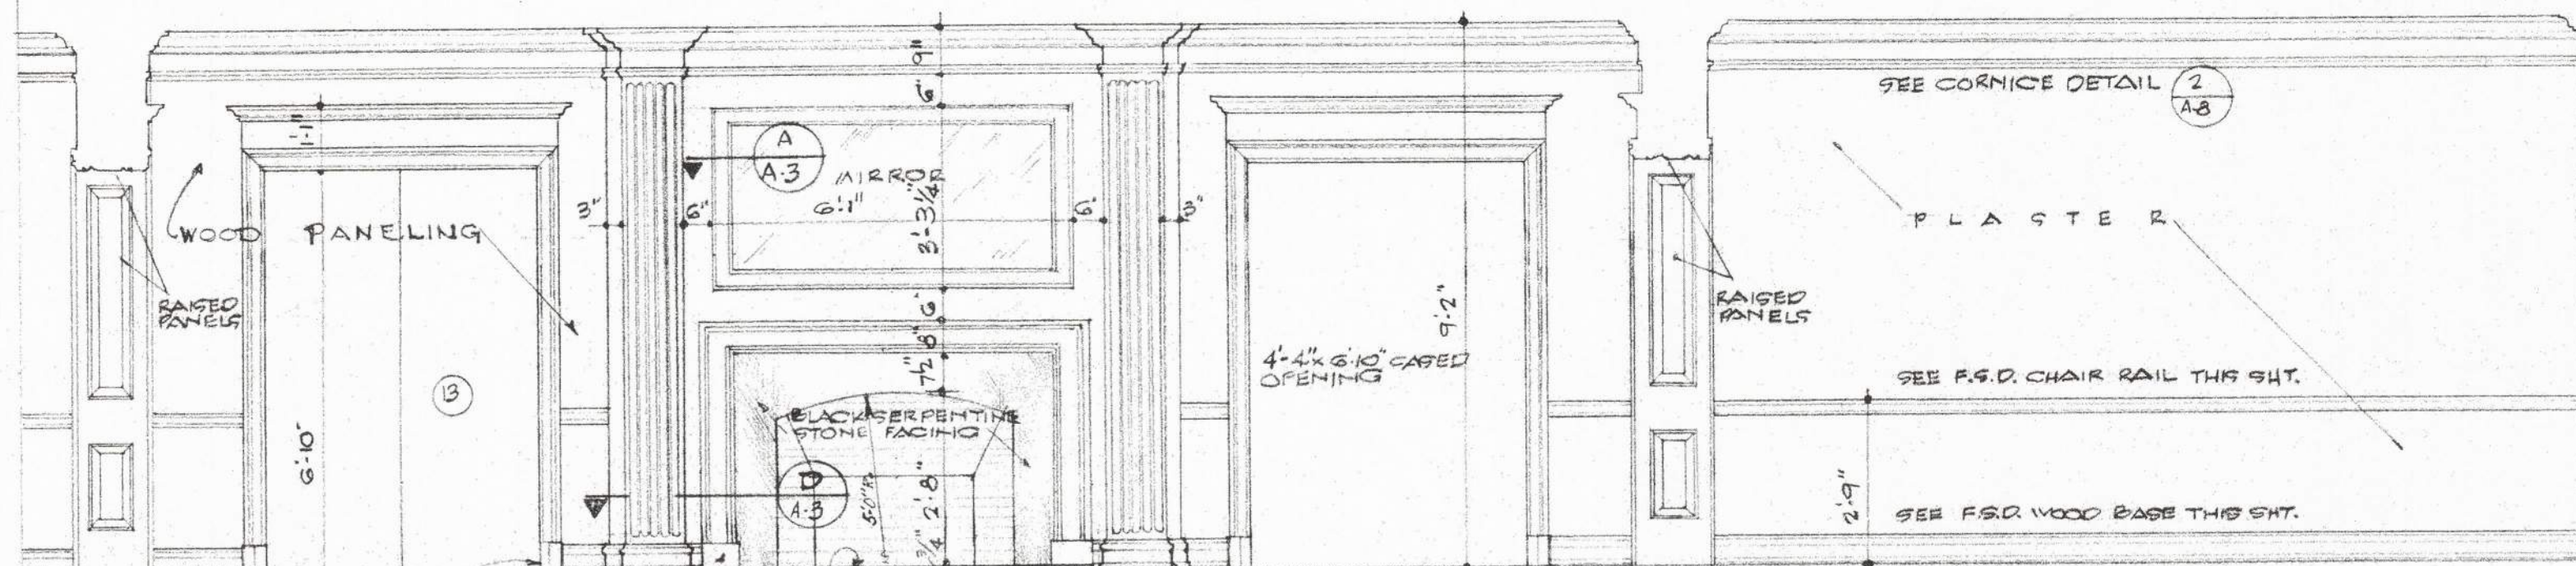 SEE CORNICE DETAIL
2
A-8
9"
6"
1'-1"
A
A-3
MIRROR
6'-1"
3'-3¼"
3"
6"
6"
3"
WOOD PANELING
PLASTER
RAISED
PANELS
RAISED
PANELS
6"
8"
7½"
9'-2"
4'-4"x 6'-10" CASED
OPENING
13
SEE F.S.D. CHAIR RAIL THIS SHT.
BLACK SERPENTINE
STONE FACING
6'-10"
D
A-3
5'-0"R
2'-8"
2'-9"
SEE F.S.D. WOOD BASE THIS SHT.